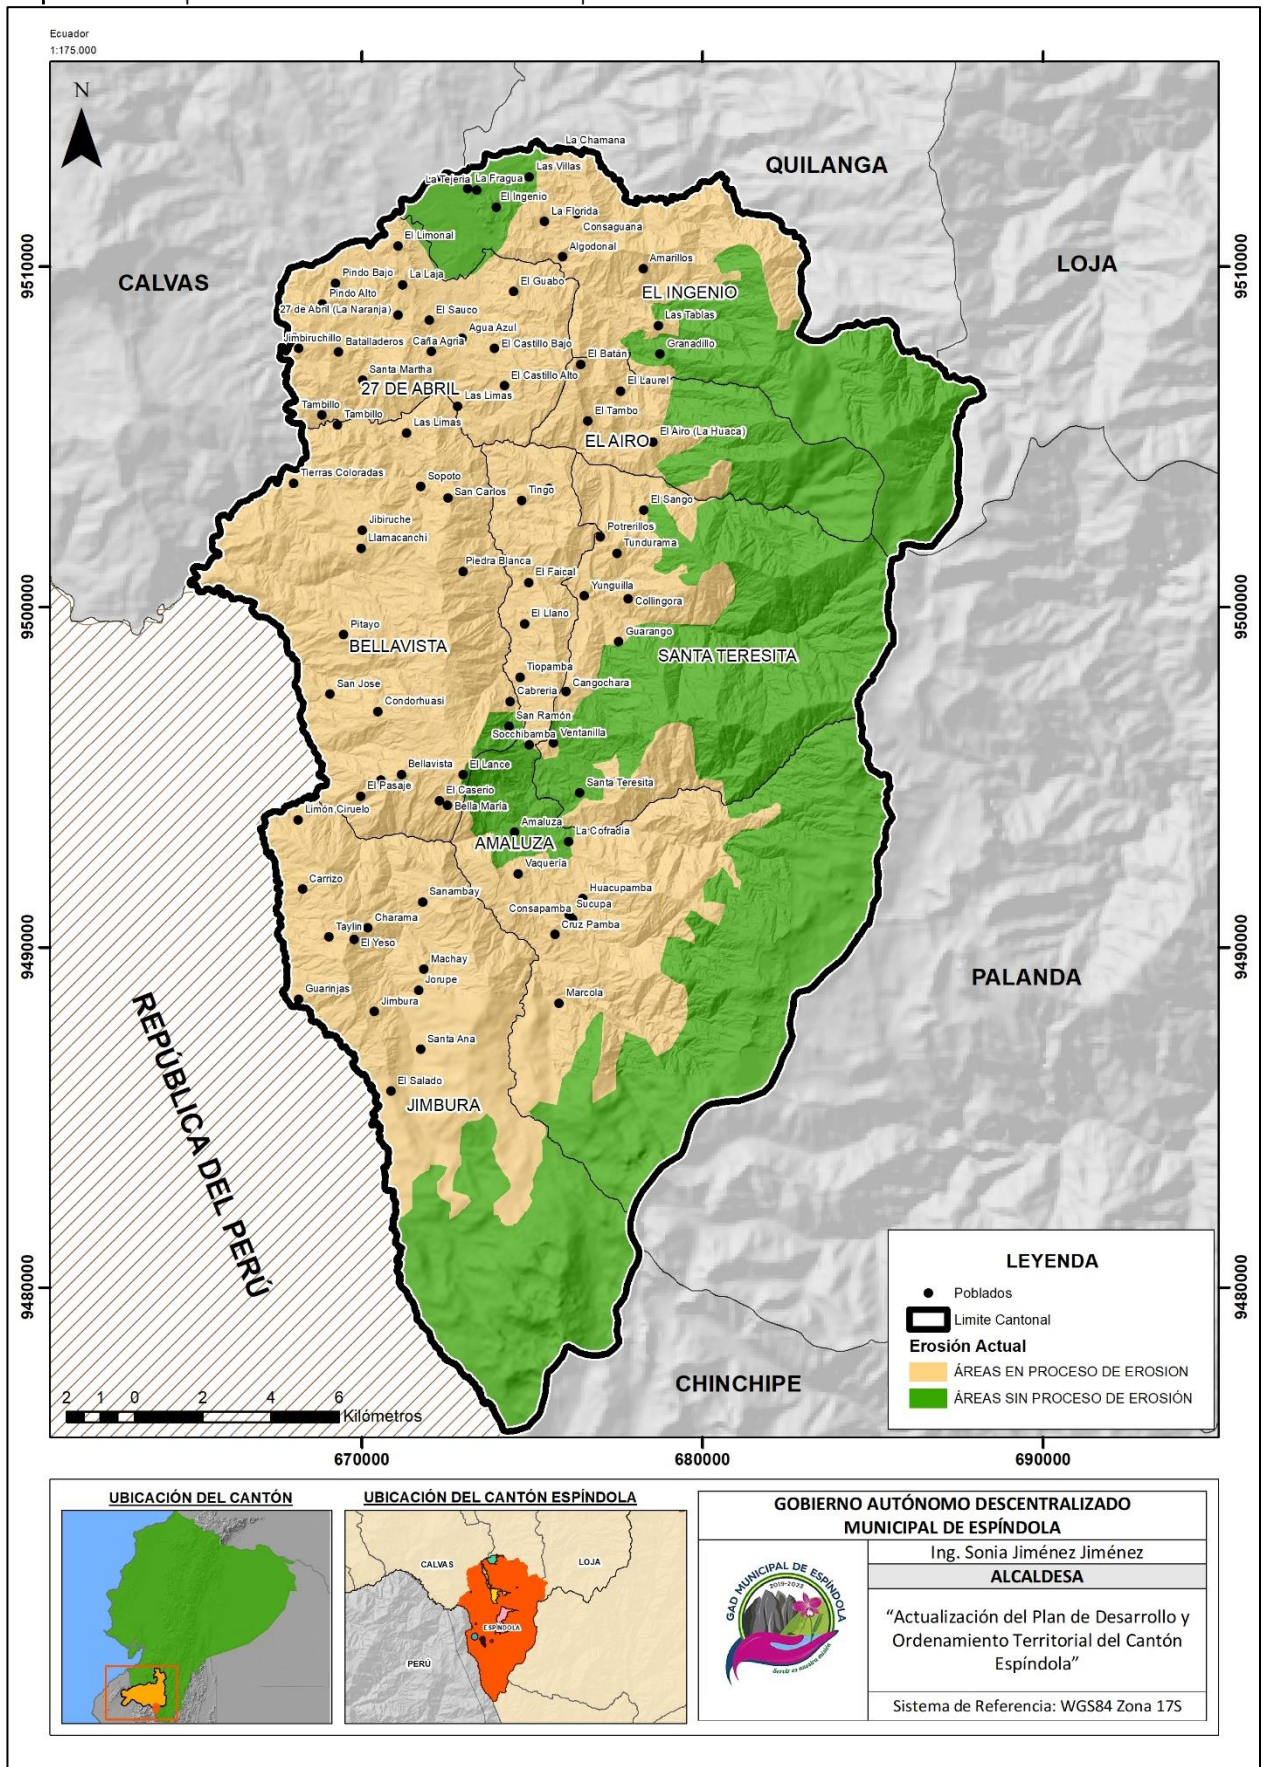 Ecuador
1:175.000
N
La Chamana
QUILANGA
Las Villas
La Tejeria
La Fragua
El Ingenio
La Florida
Consaguana
El Limonal
Algodonal
LOJA
Amarillos
CALVAS
Pindo Bajo
La Laja
El Guabo
EL INGENIO
Pindo Alto
27 de Abril (La Naranja)
El Sauco
Las Tablas
Agua Azul
Jimbiruchillo
Batalladeros
Caña Agria
El Castillo Bajo
Granadillo
El Batán
Santa Martha
El Castillo Alto
El Laurel
27 DE ABRIL
Las Limas
Tambillo
Tambillo
Las Limas
El Tambo
EL AIRO
El Airo (La Huaca)
Tierras Coloradas
Sopoto
San Carlos
Tingo
El Sango
Jibiruche
Potrerillos
Llamacanchi
Tundurama
Piedra Blanca
El Faical
Yunguilla
Collingora
El Llano
Pitayo
Guarango
BELLAVISTA
SANTA TERESITA
Tiopamba
San Jose
Cabreria
Cangochara
Condorhuasi
San Ramón
Socchibamba
Ventanilla
Bellavista
El Lance
El Pasaje
El Caserio
Santa Teresita
Bella María
Limón Ciruelo
Amaluza
La Cofradia
AMALUZA
Vaquería
Carrizo
Sanambay
Huacupamba
Sucupa
Consapamba
Charama
Taylin
Cruz Pamba
El Yeso
Machay
PALANDA
Jorupe
Guarinjas
Jimbura
Marcola
Santa Ana
El Salado
JIMBURA
REPÚBLICA DEL PERÚ
CHINCHIPE
9510000
9500000
9490000
9480000
9510000
9500000
9490000
9480000
LEYENDA
Poblados
Limite Cantonal
Erosión Actual
ÁREAS EN PROCESO DE EROSION
ÁREAS SIN PROCESO DE EROSIÓN
2 1 0 2 4 6
Kilómetros
670000 680000 690000
UBICACIÓN DEL CANTÓN
UBICACIÓN DEL CANTÓN ESPÍNDOLA
CALVAS
LOJA
ESPÍNDOLA
PERÚ
GOBIERNO AUTÓNOMO DESCENTRALIZADO
MUNICIPAL DE ESPÍNDOLA
GAD MUNICIPAL DE ESPÍNDOLA
2019-2023
Servir es nuestra misión
Ing. Sonia Jiménez Jiménez
ALCALDESA
“Actualización del Plan de Desarrollo y
Ordenamiento Territorial del Cantón
Espíndola”
Sistema de Referencia: WGS84 Zona 17S